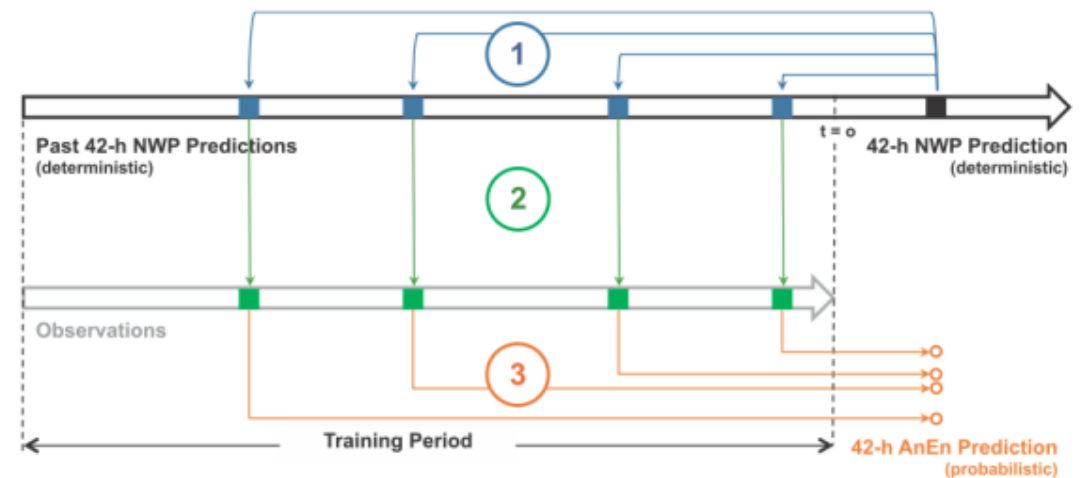 1
t = o
Past 42-h NWP Predictions
(deterministic)
42-h NWP Prediction
(deterministic)
2
Observations
3
Training Period
42-h AnEn Prediction
(probabilistic)